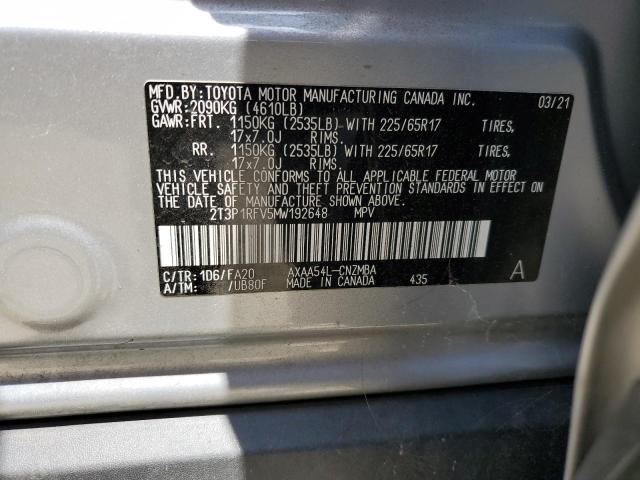 MFD.BY:TOYOTA MOTOR MANUFACTURING CANADA INC. 03/21
GVWR:2090KG (4610LB)
GAWR:FRT. 1150KG (2535LB) WITH 225/65R17 TIRES,
17x7.0J RIMS.
RR. 1150KG (2535LB) WITH 225/65R17 TIRES,
17x7.0J RIMS.
THIS VEHICLE CONFORMS TO ALL APPLICABLE FEDERAL MOTOR
VEHICLE SAFETY AND THEFT PREVENTION STANDARDS IN EFFECT ON
THE DATE OF MANUFACTURE SHOWN ABOVE.
2T3P1RFV5MW192648 MPV
C/TR:1D6/FA20 AXAA54L-CNZMBA A
A/TM: /UB80F MADE IN CANADA 435